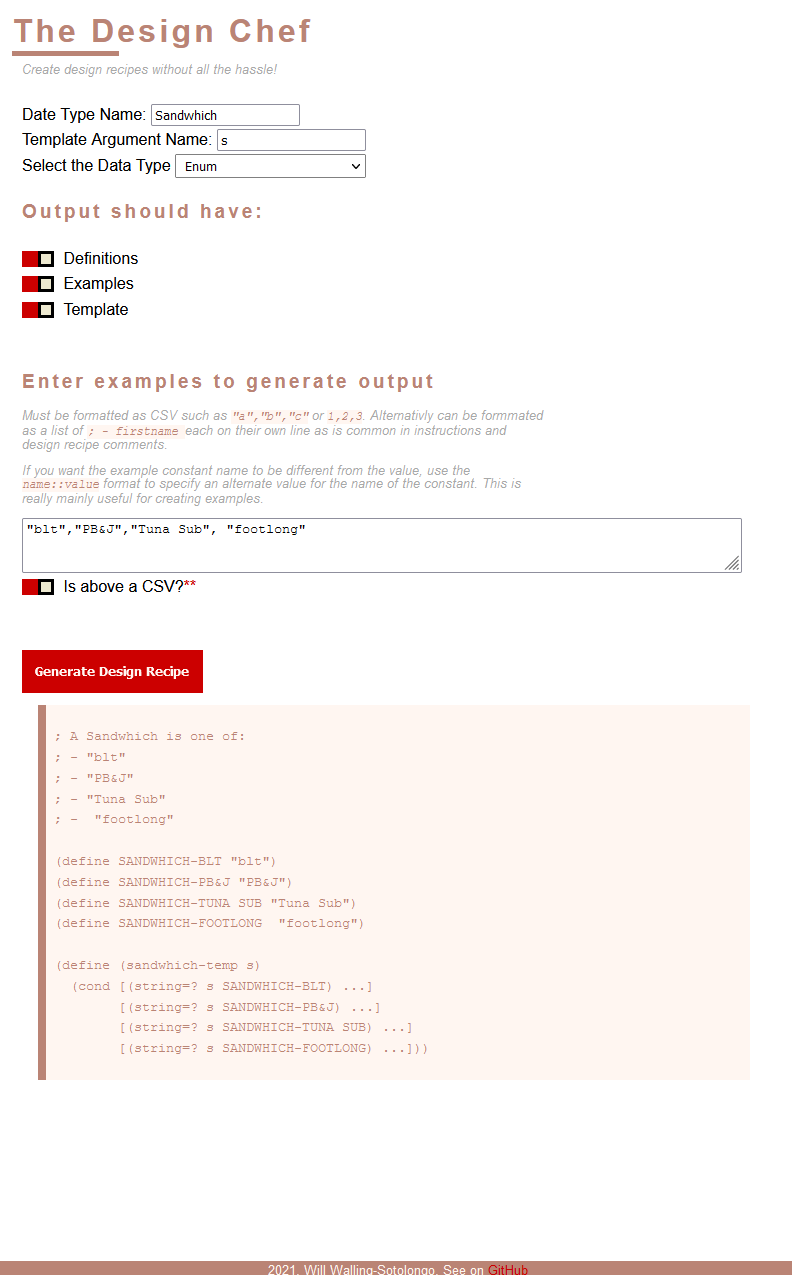 The Design Chef
Create design recipes without all the hassle!
Date Type Name: Sandwhich
Template Argument Name: s
Select the Data Type Enum
Output should have:
Definitions
Examples
Template
Enter examples to generate output
Must be formatted as CSV such as "a","b","c" or 1,2,3. Alternativly can be formmated
as a list of ; - firstname each on their own line as is common in instructions and
design recipe comments.
If you want the example constant name to be different from the value, use the
name::value format to specify an alternate value for the name of the constant. This is
really mainly useful for creating examples.
"blt","PB&J","Tuna Sub", "footlong"
Is above a CSV?**
Generate Design Recipe
; A Sandwhich is one of:
; - "blt"
; - "PB&J"
; - "Tuna Sub"
; -  "footlong"
(define SANDWHICH-BLT "blt")
(define SANDWHICH-PB&J "PB&J")
(define SANDWHICH-TUNA SUB "Tuna Sub")
(define SANDWHICH-FOOTLONG  "footlong")
(define (sandwhich-temp s)
  (cond [(string=? s SANDWHICH-BLT) ...]
        [(string=? s SANDWHICH-PB&J) ...]
        [(string=? s SANDWHICH-TUNA SUB) ...]
        [(string=? s SANDWHICH-FOOTLONG) ...]))
2021. Will Walling-Sotolongo. See on GitHub